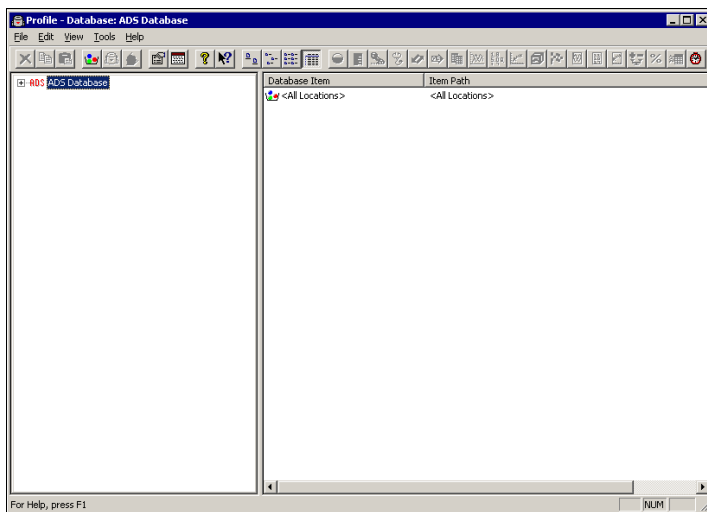 Profile - Database: ADS Database
File Edit View Tools Help
ADS ADS Database
Database Item Item Path
<All Locations> <All Locations>
For Help, press F1
NUM